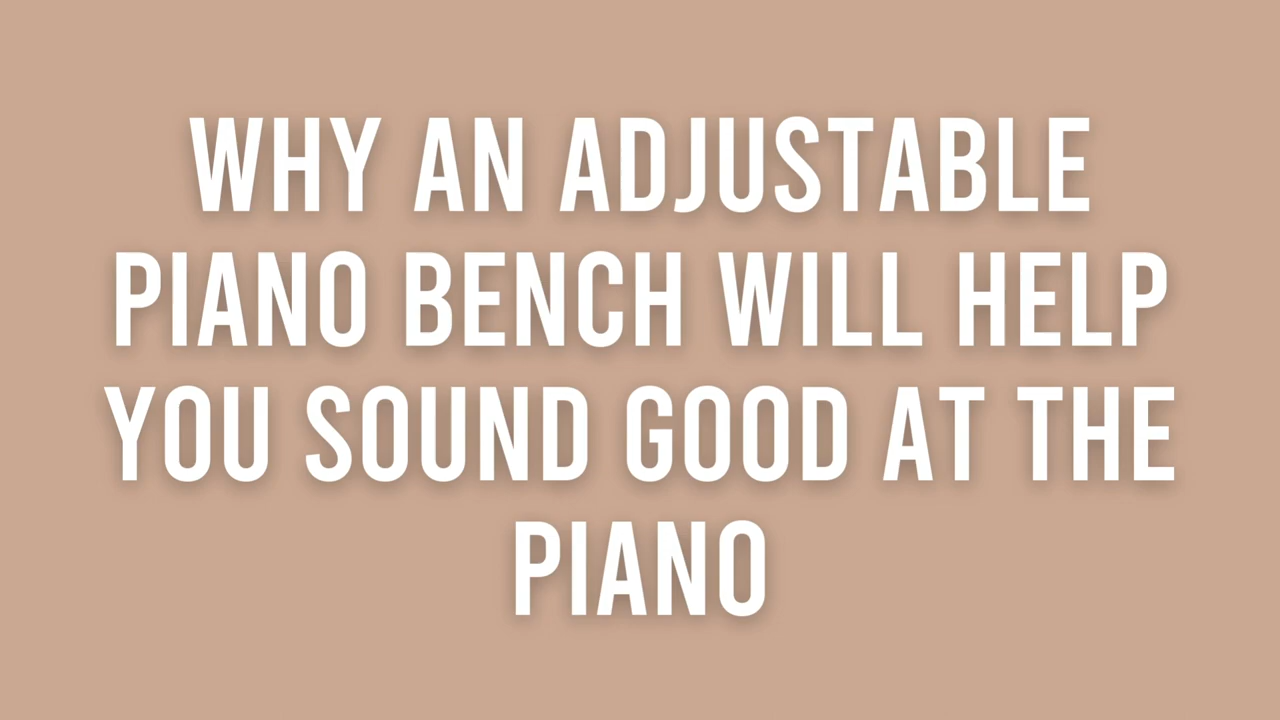 WHY AN ADJUSTABLE
PIANO BENCH WILL HELP
YOU SOUND GOOD AT THE
PIANO